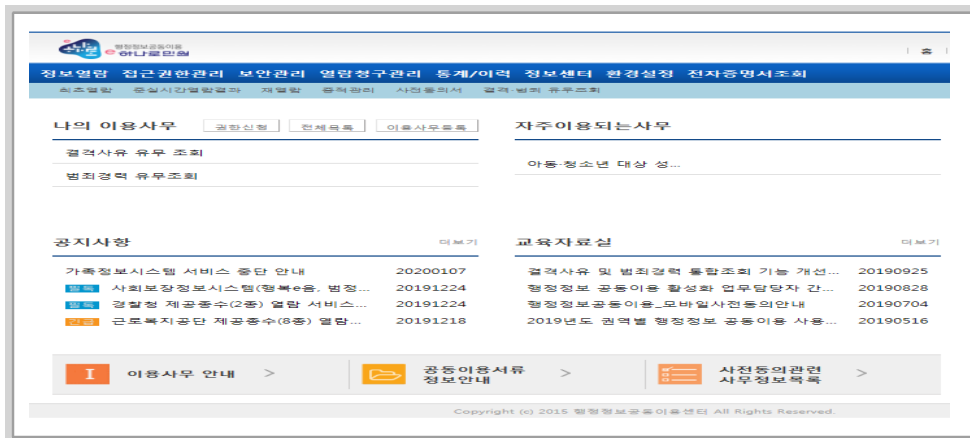 행정정보공동이용
e하나로민원
홈
정보열람 접근권한관리 보안관리 열람청구관리 통계/이력 정보센터 환경설정 전자증명서조회
최초열람 중실시간열람결과 재열람 증적관리 사전동의서 결격·범죄 유무조회
나의 이용사무 권한신청 전체목록 이용사무등록
결격사유 유무 조회
범죄경력 유무조회
자주이용되는사무
아동·청소년 대상 성...
공지사항 더보기
가족정보시스템 서비스 중단 안내 20200107
필독 사회보장정보시스템(행복e음, 범정... 20191224
필독 경찰청 제공종수(2종) 열람 서비스... 20191224
긴급 근로복지공단 제공종수(8종) 열람... 20191218
교육자료실 더보기
결격사유 및 범죄경력 통합조회 기능 개선... 20190925
행정정보 공동이용 활성화 업무담당자 간... 20190828
행정정보공동이용_모바일사전동의안내 20190704
2019년도 권역별 행정정보 공동이용 사용... 20190516
I 이용사무 안내 >
공동이용서류
정보안내 >
사전동의관련
사무정보목록 >
Copyright (c) 2015 행정정보공동이용센터 All Rights Reserved.